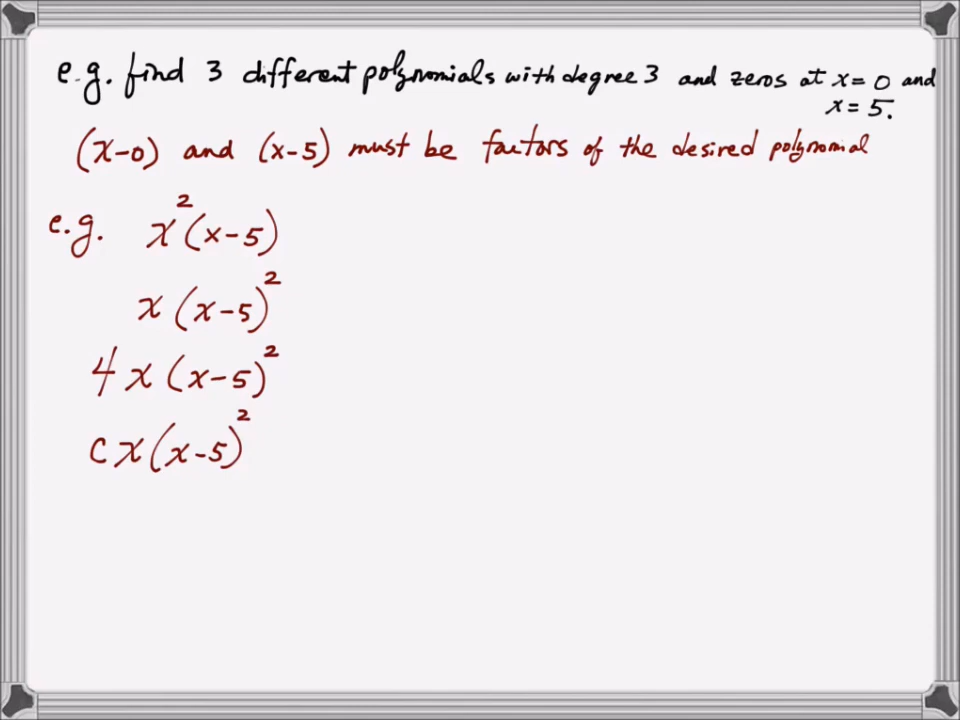 e.g. find 3 different polynomials with degree 3 and zeros at x = 0 and
x = 5.
(x-0) and (x-5) must be factors of the desired polynomial
e.g. x²(x-5)
x(x-5)²
4x(x-5)²
cx(x-5)²